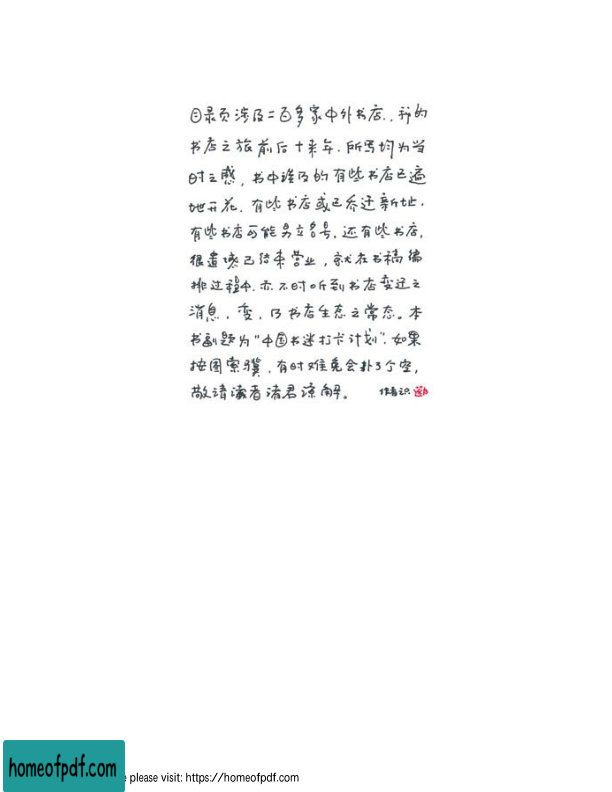 目录页涉及二百多家中外书店.,我的
书店之旅前后十来年.所写均为当
时之感,书中谈及的有些书店已遍
地开花.有些书店或已乔迁新址.
有些书店可能另立名号.还有些书店,
很遗憾已结束营业,就在书稿编
排过程中.亦不时听到书店变迁之
消息.变,乃书店生态之常态。本
书副题为“中国书迷打卡计划”.如果
按图索骥,有时难免会扑了个空,
敬请读者诸君谅解。 作者识
homeofpdf.com
please visit: https://homeofpdf.com